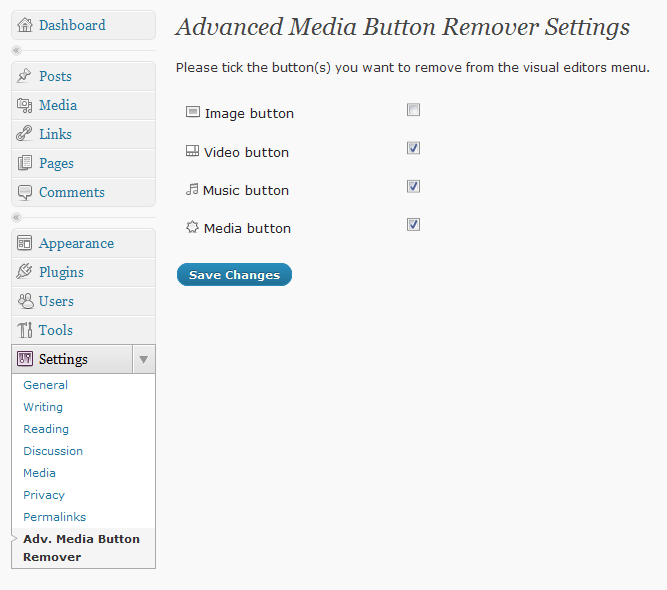 Dashboard
Posts
Media
Links
Pages
Comments
Appearance
Plugins
Users
Tools
Settings
General
Writing
Reading
Discussion
Media
Privacy
Permalinks
Adv. Media Button
Remover
Advanced Media Button Remover Settings
Please tick the button(s) you want to remove from the visual editors menu.
Image button
Video button
Music button
Media button
Save Changes